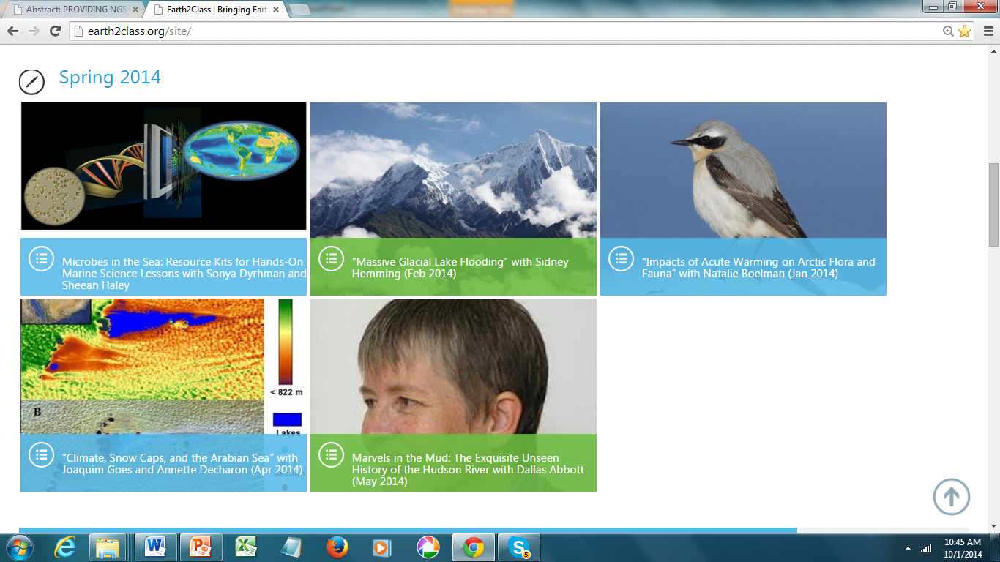 Abstract: PROVIDING NGS
Earth2Class | Bringing Eart
earth2class.org/site/
Spring 2014
Microbes in the Sea: Resource Kits for Hands-On
Marine Science Lessons with Sonya Dyrhman and
Sheean Haley
“Massive Glacial Lake Flooding” with Sidney
Hemming (Feb 2014)
“Impacts of Acute Warming on Arctic Flora and
Fauna” with Natalie Boelman (Jan 2014)
< 822 m
B
Lakes
“Climate, Snow Caps, and the Arabian Sea” with
Joaquim Goes and Annette Decharon (Apr 2014)
Marvels in the Mud: The Exquisite Unseen
History of the Hudson River with Dallas Abbott
(May 2014)
5
10:45 AM
10/1/2014